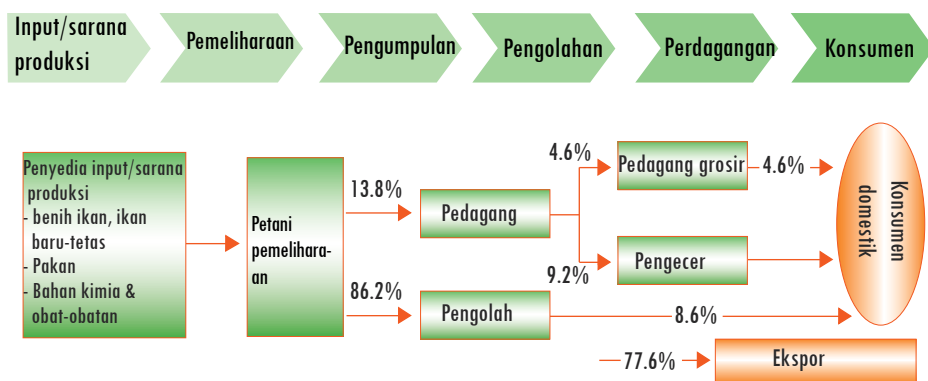 Input/sarana
produksi
Pemeliharaan
Pengumpulan
Pengolahan
Perdagangan
Konsumen
Penyedia input/sarana
produksi
- benih ikan, ikan
baru-tetas
- Pakan
- Bahan kimia &
obat-obatan
Petani
pemelihara-
an
13.8%
86.2%
Pedagang
Pengolah
4.6%
9.2%
Pedagang grosir
Pengecer
4.6%
8.6%
77.6%
Konsumen
domestik
Ekspor